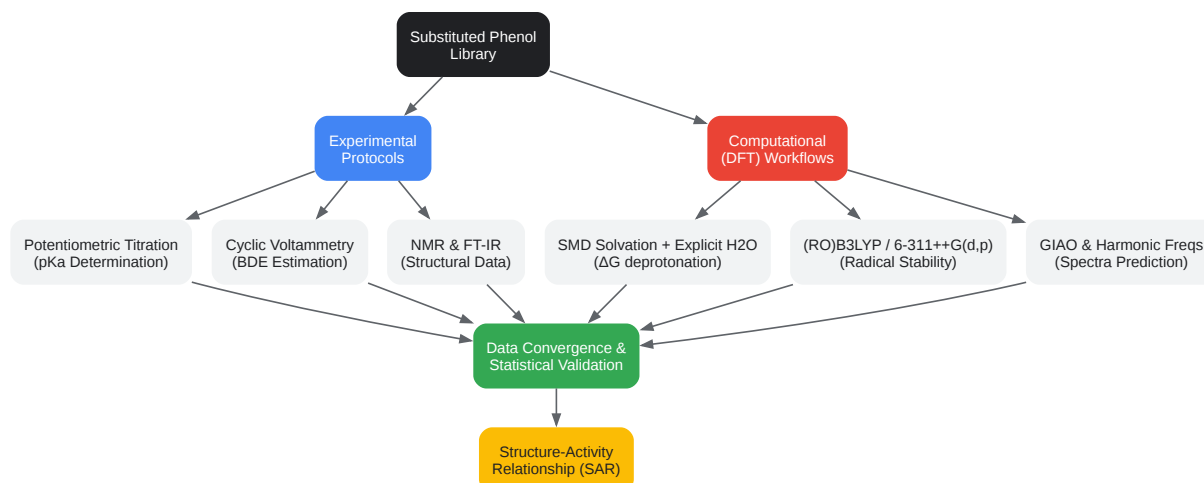 Substituted Phenol
Library
Experimental
Protocols
Computational
(DFT) Workflows
Potentiometric Titration
(pKa Determination)
Cyclic Voltammetry
(BDE Estimation)
NMR & FT-IR
(Structural Data)
SMD Solvation + Explicit H2O
(ΔG deprotonation)
(RO)B3LYP / 6-311++G(d,p)
(Radical Stability)
GIAO & Harmonic Freqs
(Spectra Prediction)
Data Convergence &
Statistical Validation
Structure-Activity
Relationship (SAR)